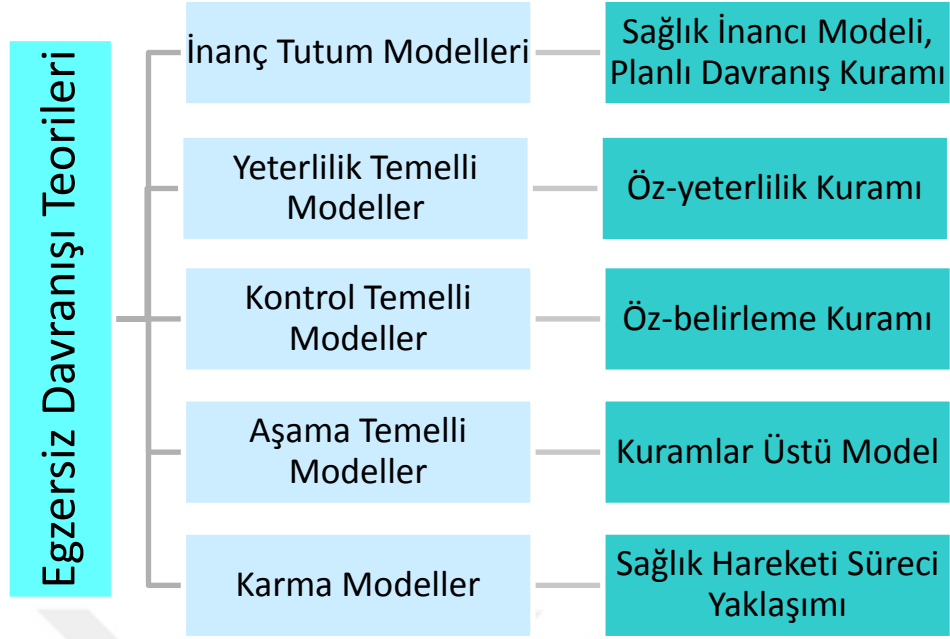 Egzersiz Davranışı Teorileri
İnanç Tutum Modelleri
Sağlık İnancı Modeli,
Planlı Davranış Kuramı
Yeterlilik Temelli
Modeller
Öz-yeterlilik Kuramı
Kontrol Temelli
Modeller
Öz-belirleme Kuramı
Aşama Temelli
Modeller
Kuramlar Üstü Model
Karma Modeller
Sağlık Hareketi Süreci
Yaklaşımı